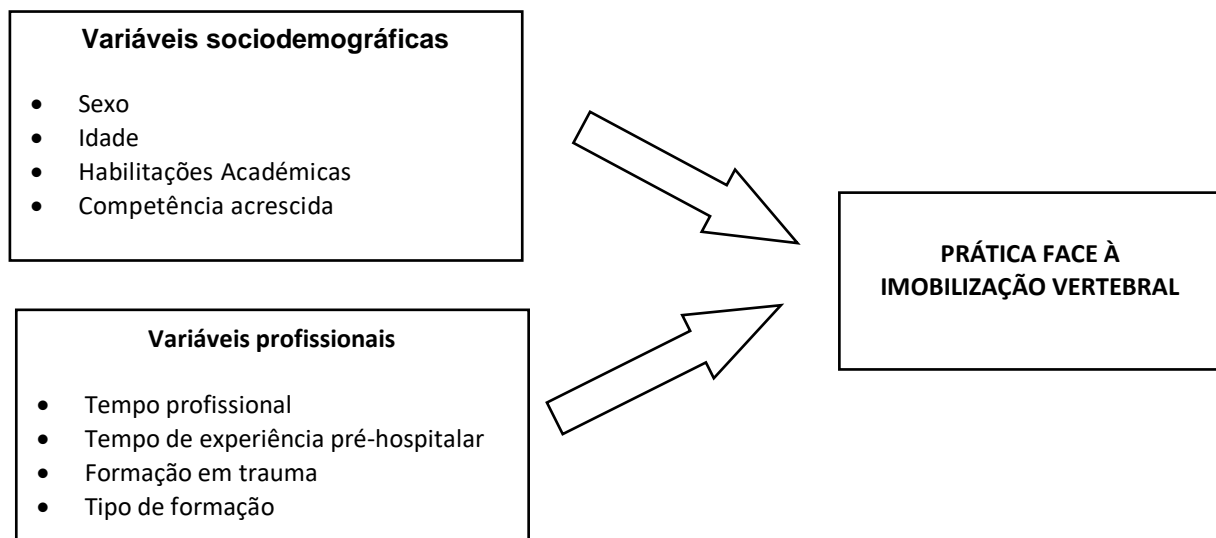 Variáveis sociodemográficas
• Sexo
• Idade
• Habilitações Académicas
• Competência acrescida
PRÁTICA FACE À
IMOBILIZAÇÃO VERTEBRAL
Variáveis profissionais
• Tempo profissional
• Tempo de experiência pré-hospitalar
• Formação em trauma
• Tipo de formação